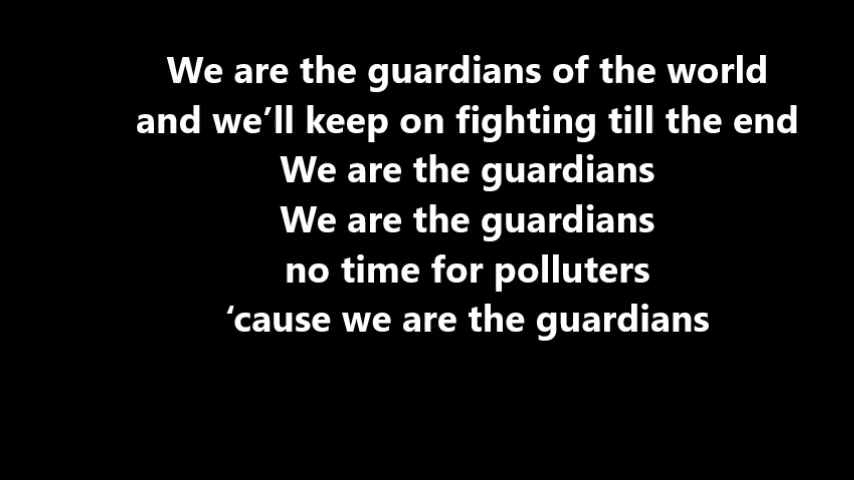 We are the guardians of the world
and we’ll keep on fighting till the end
We are the guardians
We are the guardians
no time for polluters
‘cause we are the guardians